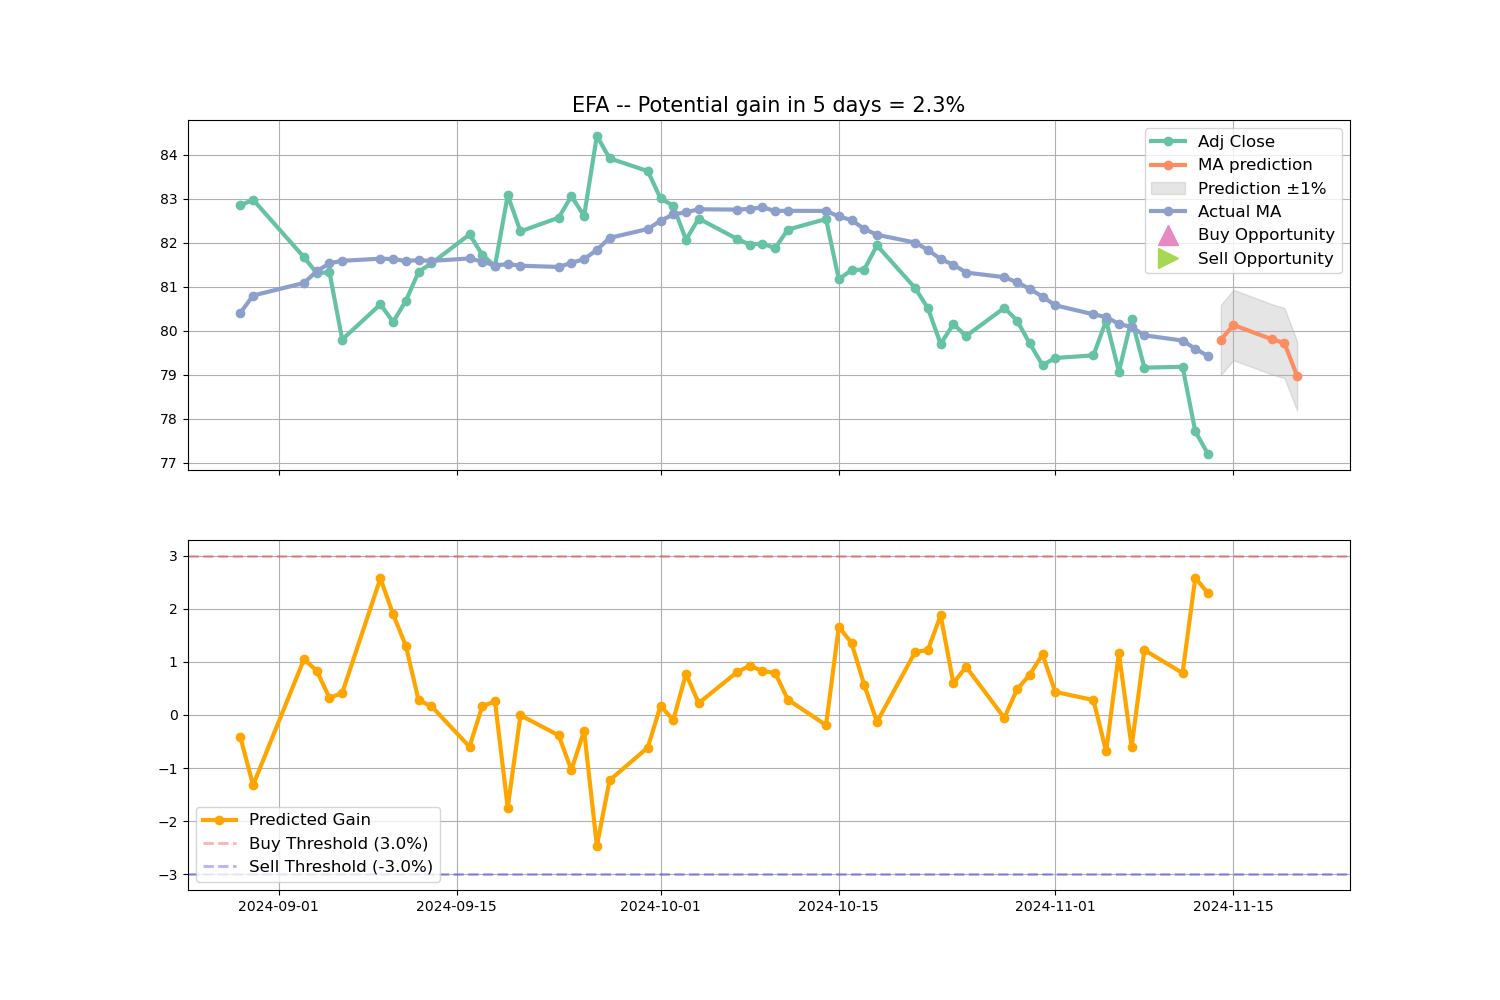 EFA -- Potential gain in 5 days = 2.3%
84
83
82
81
80
79
78
77
Adj Close
MA prediction
Prediction ±1%
Actual MA
Buy Opportunity
Sell Opportunity
3
2
1
0
−1
−2
−3
Predicted Gain
Buy Threshold (3.0%)
Sell Threshold (-3.0%)
2024-09-01 2024-09-15 2024-10-01 2024-10-15 2024-11-01 2024-11-15